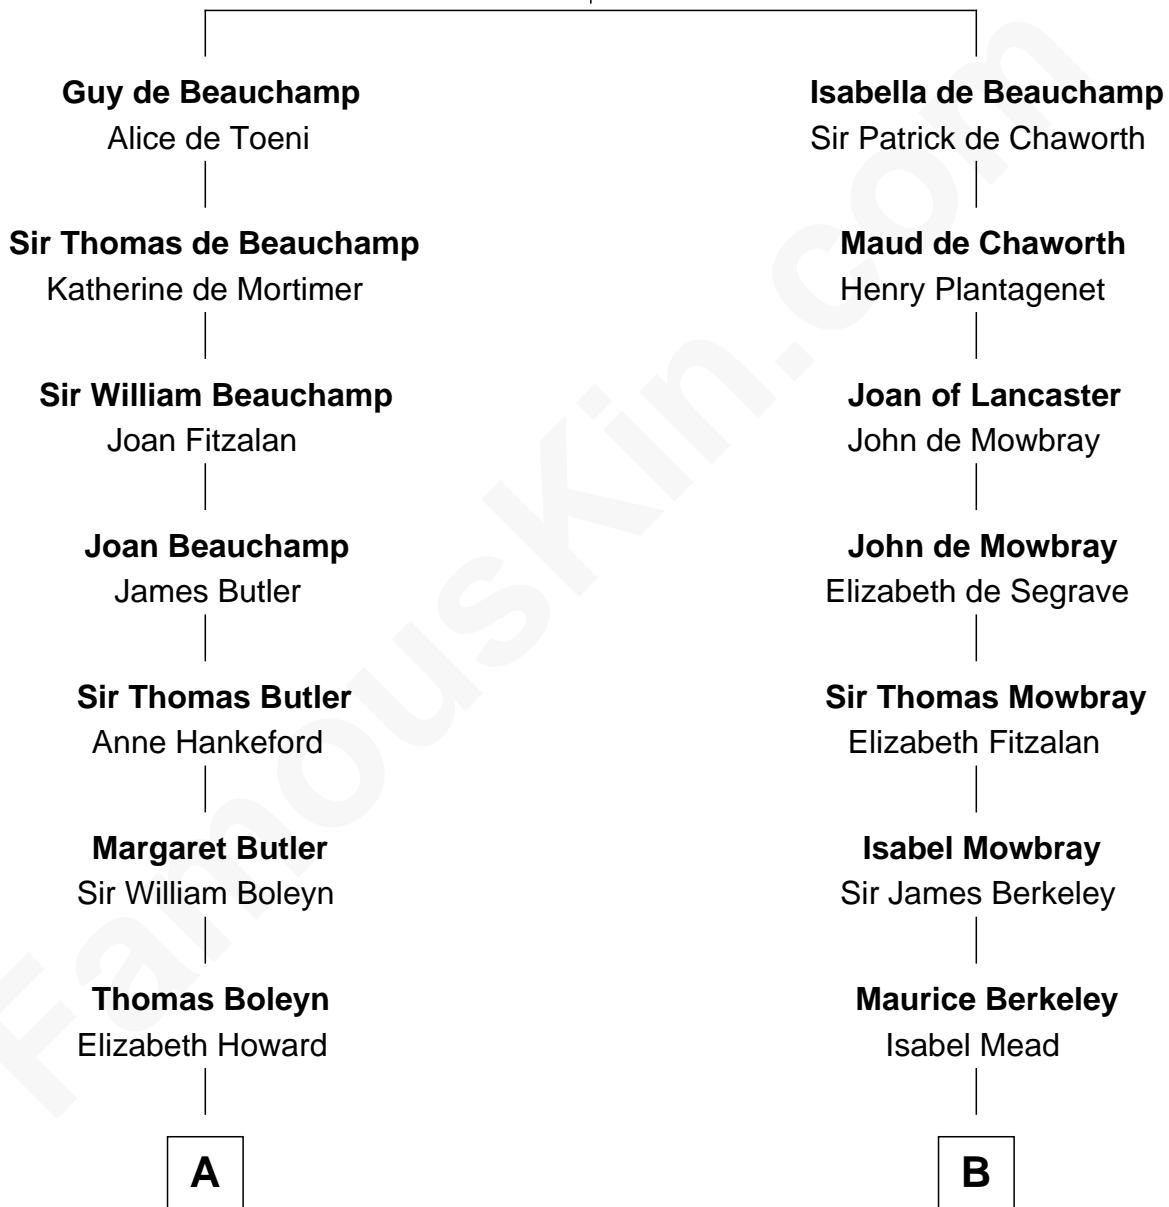 Guy de Beauchamp
Alice de Toeni
Sir Thomas de Beauchamp
Katherine de Mortimer
Sir William Beauchamp
Joan Fitzalan
Joan Beauchamp
James Butler
Sir Thomas Butler
Anne Hankeford
Margaret Butler
Sir William Boleyn
Thomas Boleyn
Elizabeth Howard
A
Isabella de Beauchamp
Sir Patrick de Chaworth
Maud de Chaworth
Henry Plantagenet
Joan of Lancaster
John de Mowbray
John de Mowbray
Elizabeth de Segrave
Sir Thomas Mowbray
Elizabeth Fitzalan
Isabel Mowbray
Sir James Berkeley
Maurice Berkeley
Isabel Mead
B
FamousKin.com